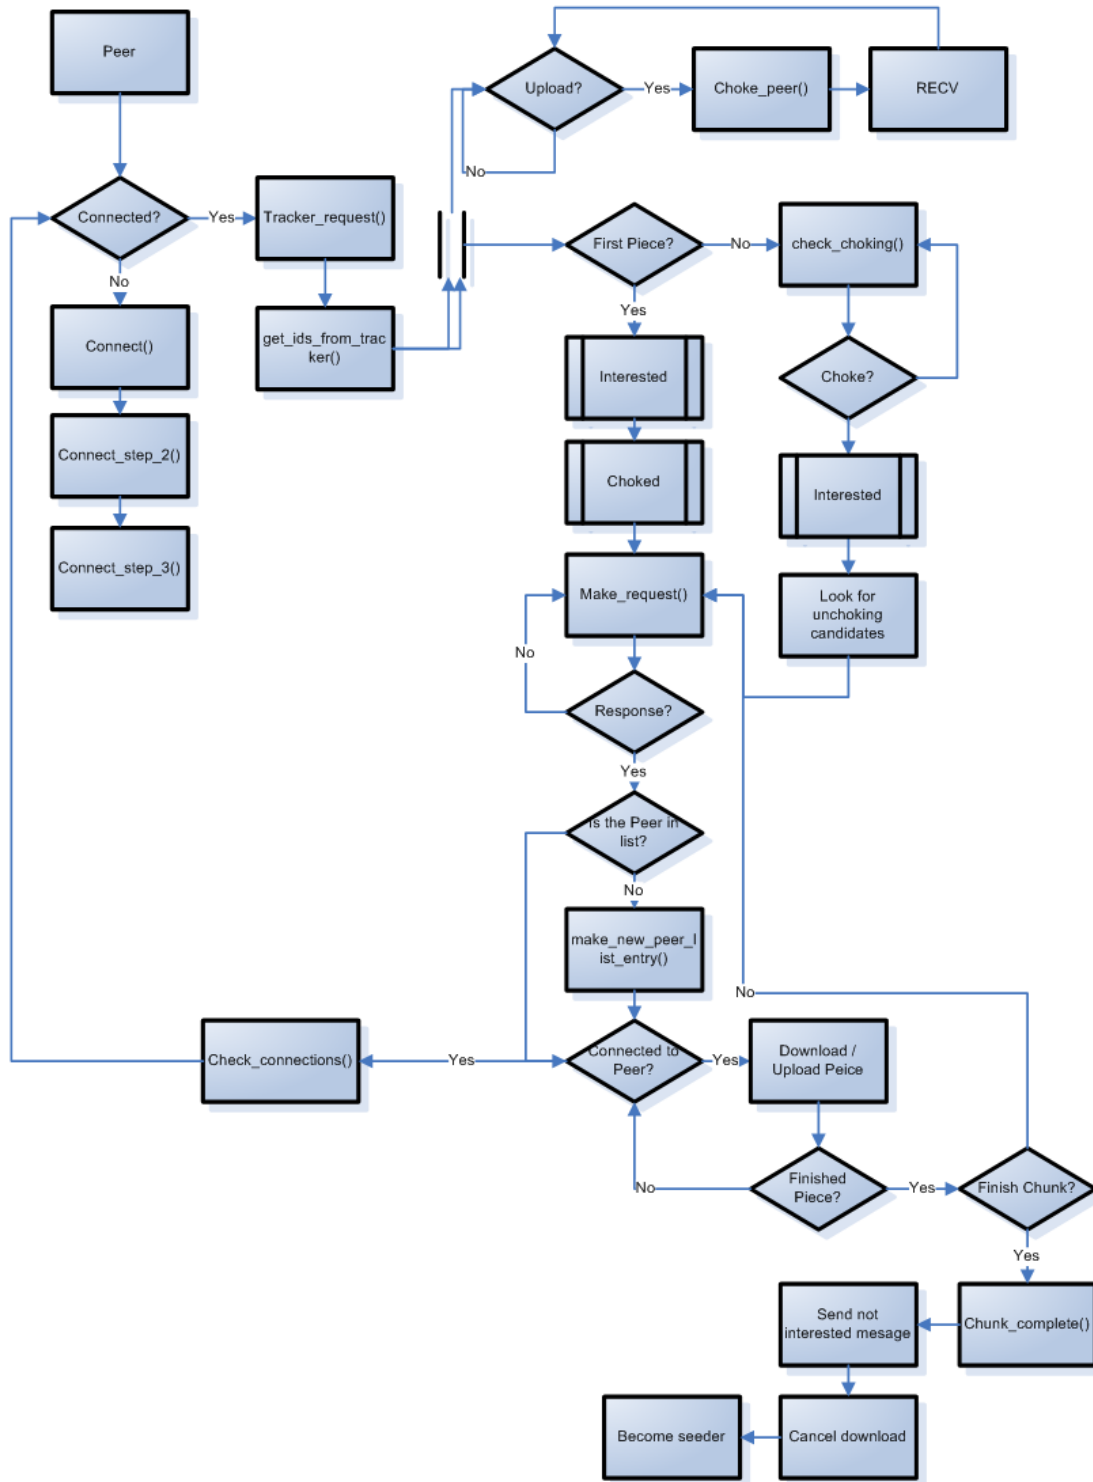 Peer
Upload?
Yes
Choke_peer()
RECV
No
Connected?
Yes
Tracker_request()
First Piece?
No
check_choking()
No
Yes
Connect()
get_ids_from_trac
ker()
Interested
Choke?
Connect_step_2()
Choked
Interested
Connect_step_3()
Make_request()
Look for
unchoking
candidates
No
Response?
Yes
Is the Peer in
list?
No
make_new_peer_l
ist_entry()
No
Check_connections()
Yes
Connected to
Peer?
Yes
Download /
Upload Peice
No
Finished
Piece?
Yes
Finish Chunk?
Yes
Send not
interested mesage
Chunk_complete()
Become seeder
Cancel download